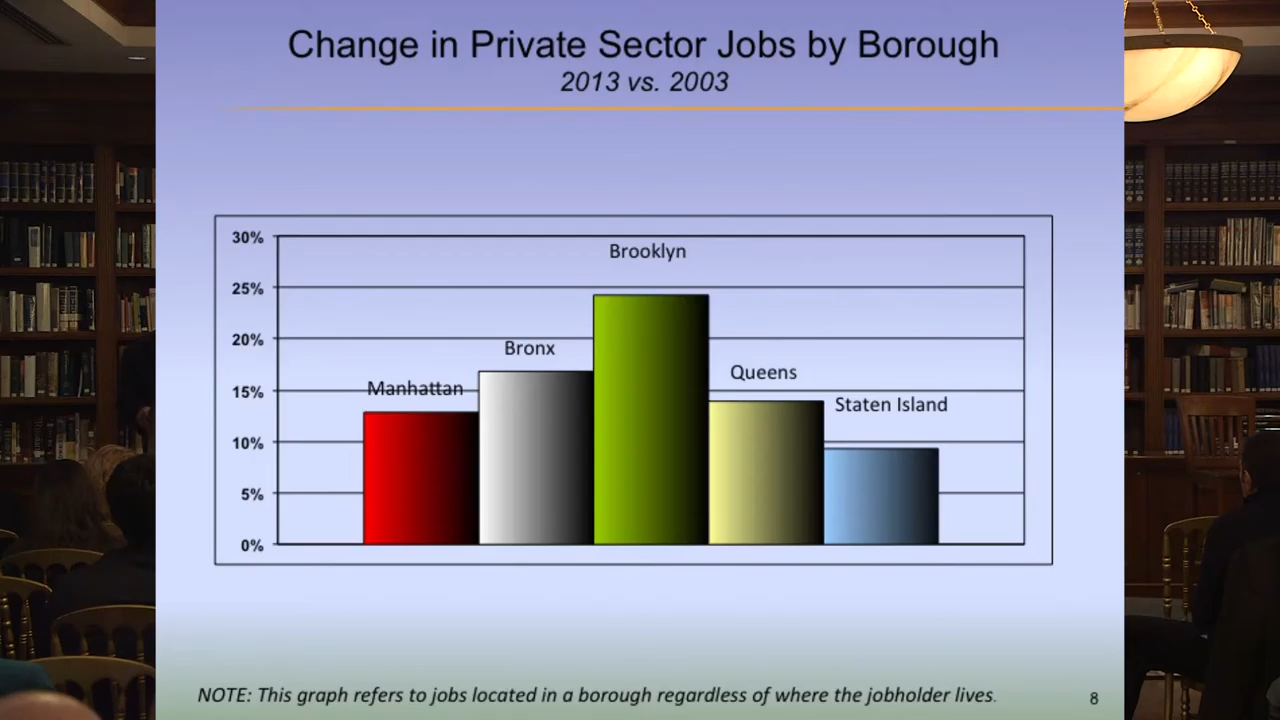 Change in Private Sector Jobs by Borough
2013 vs. 2003
30%
Brooklyn
25%
20%
Bronx
Queens
15%
Manhattan
Staten Island
10%
5%
0%
NOTE: This graph refers to jobs located in a borough regardless of where the jobholder lives.
8